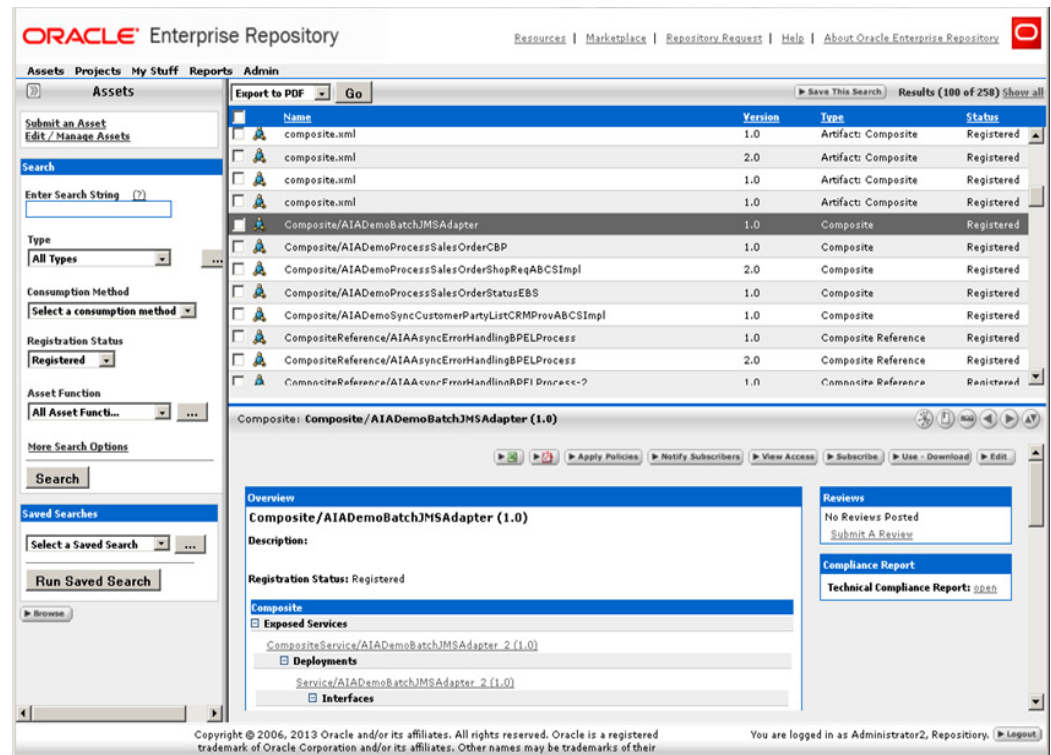 ORACLE® Enterprise Repository
Resources | Marketplace | Repository Request | Help | About Oracle Enterprise Repository
Assets Projects My Stuff Reports Admin
Assets
Submit an Asset
Edit / Manage Assets
Search
Enter Search String (?)
Type
All Types
...
Consumption Method
Select a consumption method
Registration Status
Registered
Asset Function
All Asset Functi...
...
More Search Options
Search
Saved Searches
Select a Saved Search
...
Run Saved Search
Browse
Export to PDF Go Save This Search Results (100 of 258) Show all
Name Version Type Status
composite.xml 1.0 Artifact: Composite Registered
composite.xml 2.0 Artifact: Composite Registered
composite.xml 1.0 Artifact: Composite Registered
composite.xml 1.0 Artifact: Composite Registered
Composite/AIADemoBatchJMSAdapter 1.0 Composite Registered
Composite/AIADemoProcessSalesOrderCBP 1.0 Composite Registered
Composite/AIADemoProcessSalesOrderShopReqABCSImpl 2.0 Composite Registered
Composite/AIADemoProcessSalesOrderStatusEBS 1.0 Composite Registered
Composite/AIADemoSyncCustomerPartyListCRMProvABCSImpl 1.0 Composite Registered
CompositeReference/AIAAsyncErrorHandlingBPELProcess 1.0 Composite Reference Registered
CompositeReference/AIAAsyncErrorHandlingBPELProcess 2.0 Composite Reference Registered
CompositeReference/AIAAsyncErrorHandlingBPELProcess-2 1.0 Composite Reference Registered
Composite: Composite/AIADemoBatchJMSAdapter (1.0)
Apply Policies Notify Subscribers View Access Subscribe Use - Download Edit
Overview
Composite/AIADemoBatchJMSAdapter (1.0)
Description:
Registration Status: Registered
Composite
Exposed Services
CompositeService/AIADemoBatchJMSAdapter_2 (1.0)
Deployments
Service/AIADemoBatchJMSAdapter_2 (1.0)
Interfaces
Reviews
No Reviews Posted
Submit A Review
Compliance Report
Technical Compliance Report: open
Copyright © 2006, 2013 Oracle and/or its affiliates. All rights reserved. Oracle is a registered
trademark of Oracle Corporation and/or its affiliates. Other names may be trademarks of their
You are logged in as Administrator2, Repositiory. Logout